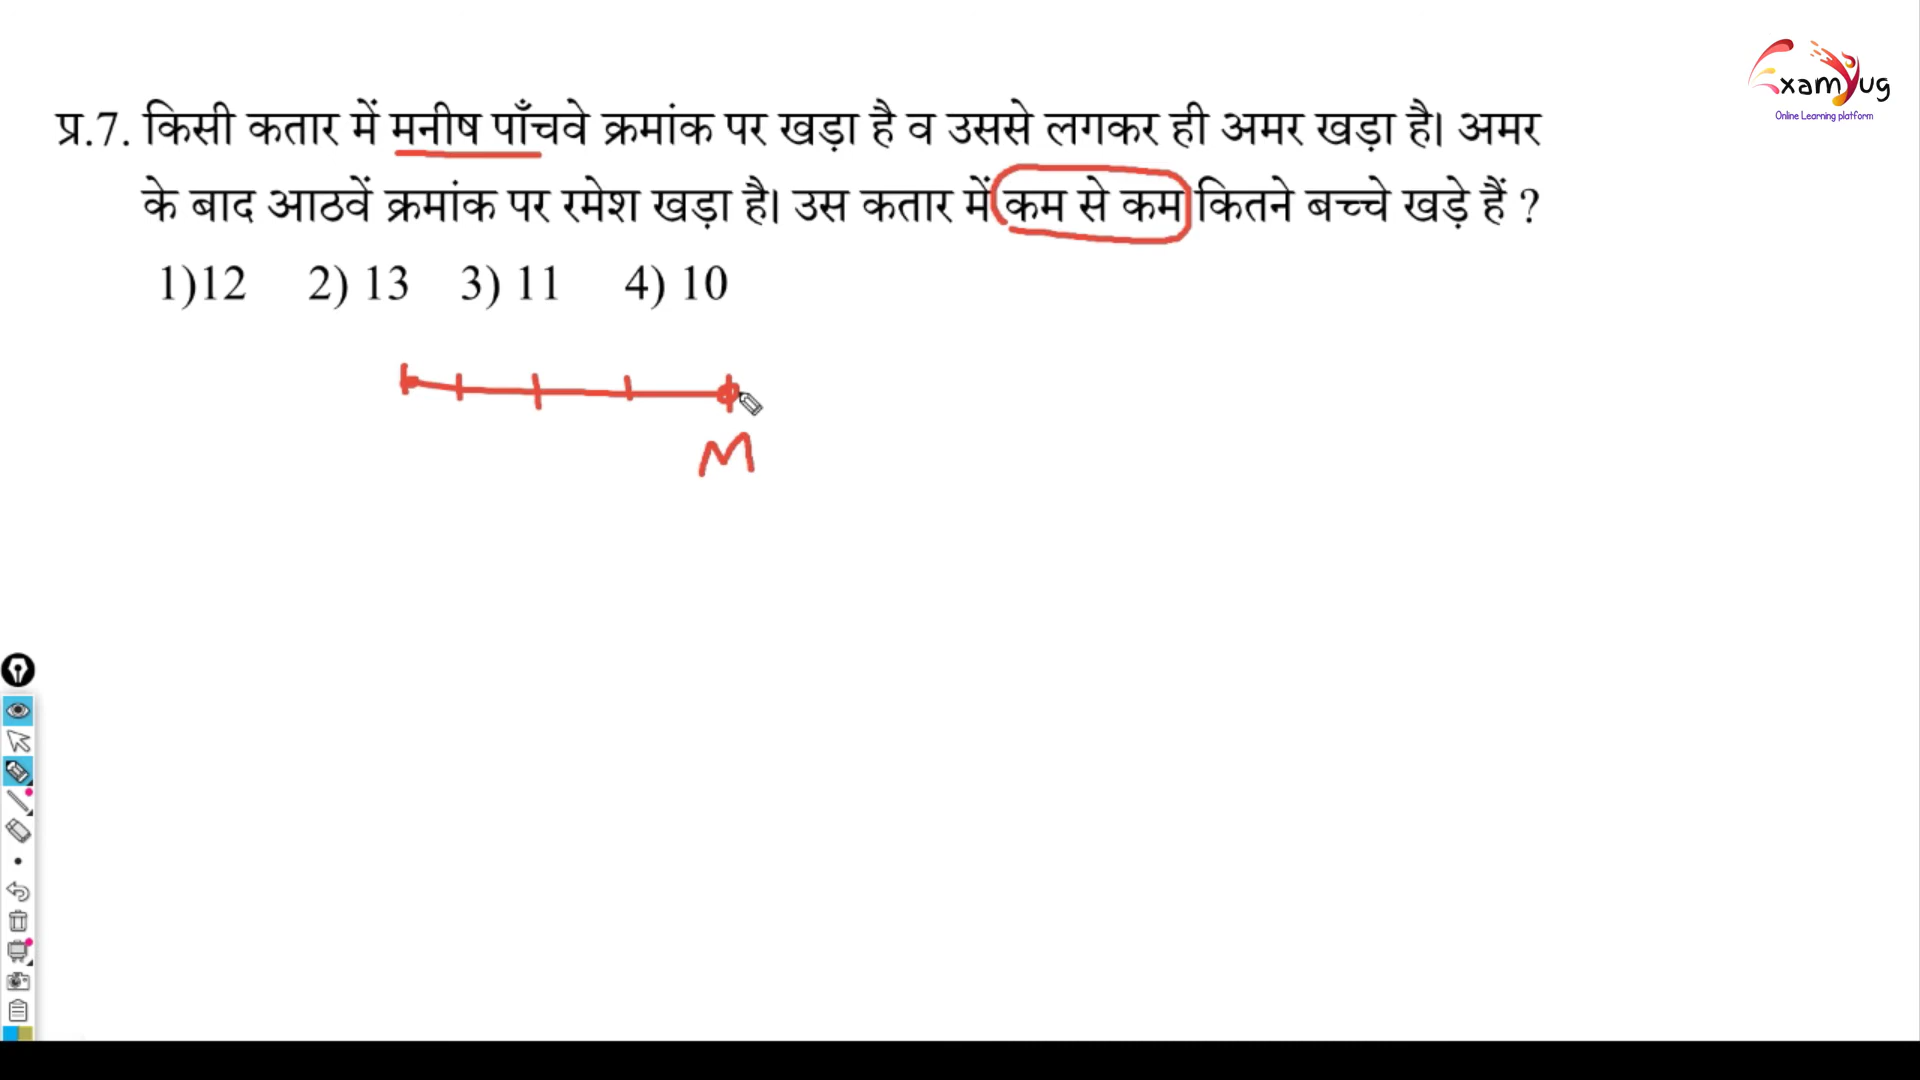 xamyug
Online Learning platform
प्र.7. किसी कतार में मनीष पाँचवे क्रमांक पर खड़ा है व उससे लगकर ही अमर खड़ा है। अमर
के बाद आठवें क्रमांक पर रमेश खड़ा है। उस कतार में कम से कम कितने बच्चे खड़े हैं ?
1)12 2) 13 3) 11 4) 10
M